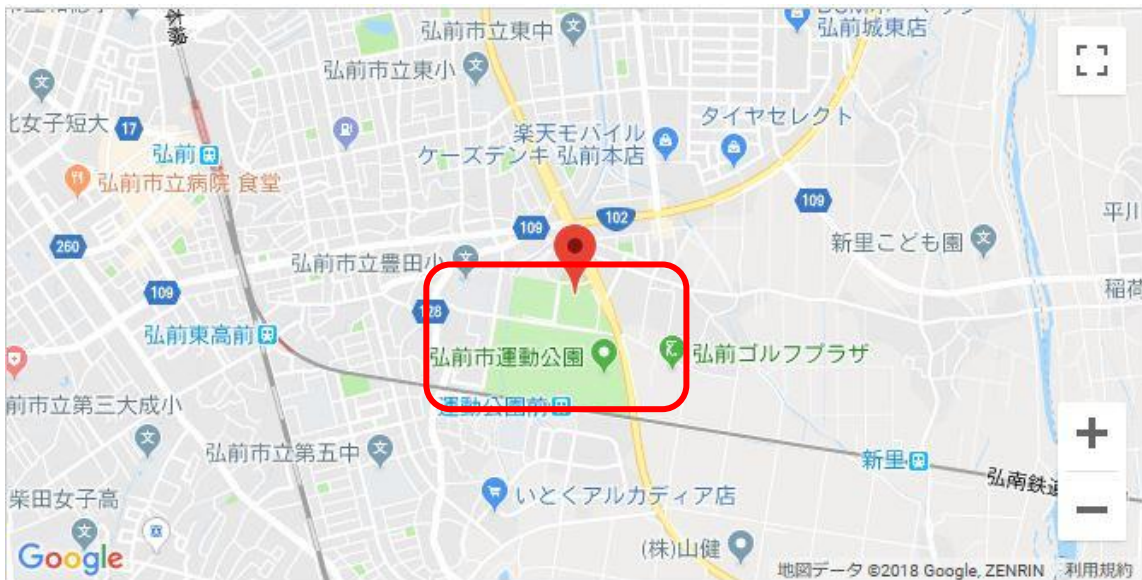 弘前市立東中
弘前城東店
弘前市立東小
北女子短大
17
楽天モバイル
ケーズデンキ 弘前本店
タイヤセレクト
弘前
弘前市立病院 食堂
109
102
109
平川
260
新里こども園
弘前市立豊田小
109
128
稲荷
弘前東高前
弘前市運動公園
弘前ゴルフプラザ
運動公園前
前市立第三大成小
弘前市立第五中
新里
弘南鉄道
柴田女子高
いとくアルカディア店
(株)山健
Google
地図データ ©2018 Google, ZENRIN
利用規約